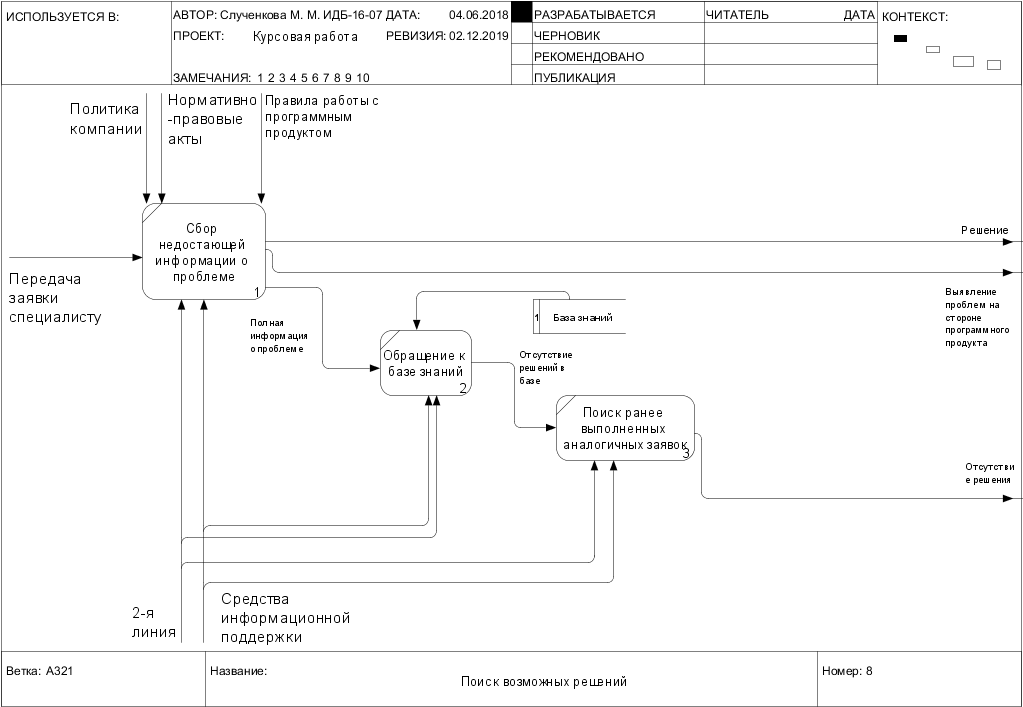 ИСПОЛЬЗУЕТСЯ В:
АВТОР: Слученкова М. М. ИДБ-16-07 ДАТА: 04.06.2018
ПРОЕКТ: Курсовая работа РЕВИЗИЯ: 02.12.2019
ЗАМЕЧАНИЯ: 1 2 3 4 5 6 7 8 9 10
РАЗРАБАТЫВАЕТСЯ
ЧЕРНОВИК
РЕКОМЕНДОВАНО
ПУБЛИКАЦИЯ
ЧИТАТЕЛЬ ДАТА
КОНТЕКСТ:
Политика
компании
Нормативно
-правовые
акты
Правила работы с
программным
продуктом
Сбор
недостающей
информации о
проблеме
1
Решение
Передача
заявки
специалисту
Выявление
проблем на
стороне
программного
продукта
Полная
информация
о проблеме
1 База знаний
Обращение к
базе знаний
2
Отсутствие
решений в
базе
Поиск ранее
выполненных
аналогичных заявок
3
Отсутстви
е решения
2-я
линия
Средства
информационной
поддержки
Ветка: A321
Название:
Поиск возможных решений
Номер: 8